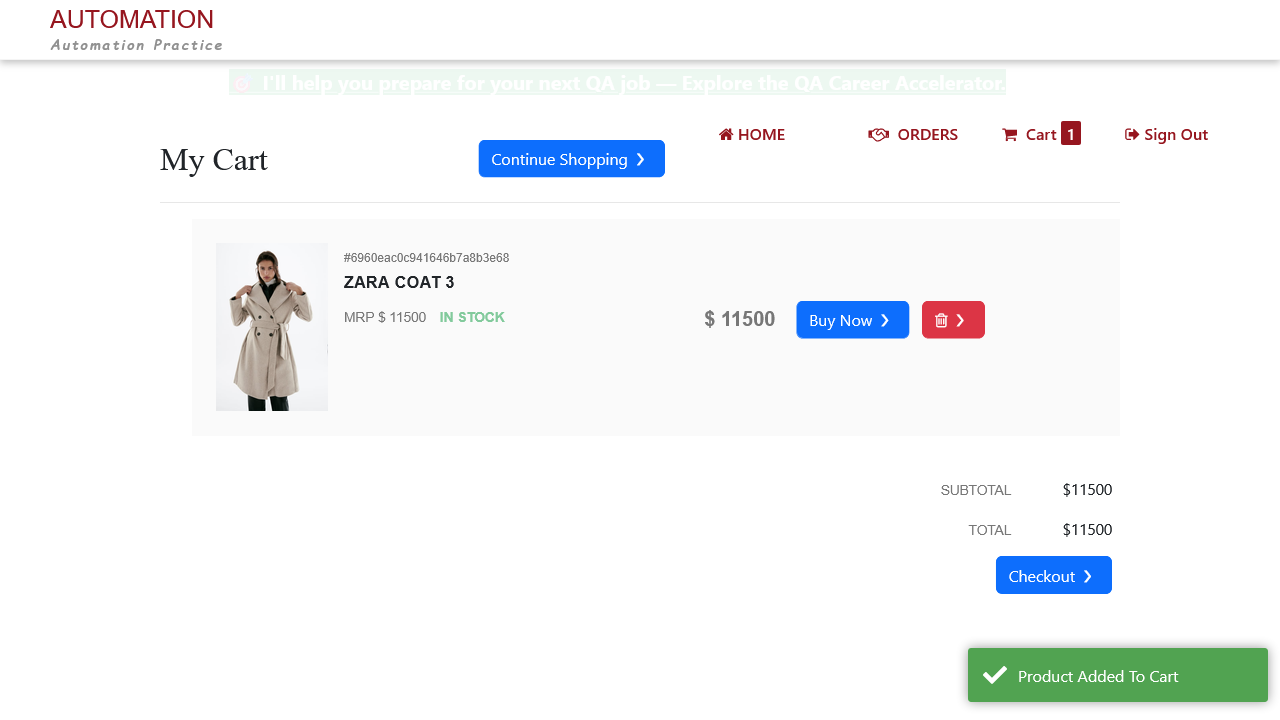 AUTOMATION
Automation Practice
🎯 I'll help you prepare for your next QA job — Explore the QA Career Accelerator.
HOME
ORDERS
Cart 1
Sign Out
My Cart
Continue Shopping ❯
#6960eac0c941646b7a8b3e68
ZARA COAT 3
MRP $ 11500 IN STOCK
$ 11500
Buy Now ❯
❯
SUBTOTAL $11500
TOTAL $11500
Checkout ❯
Product Added To Cart